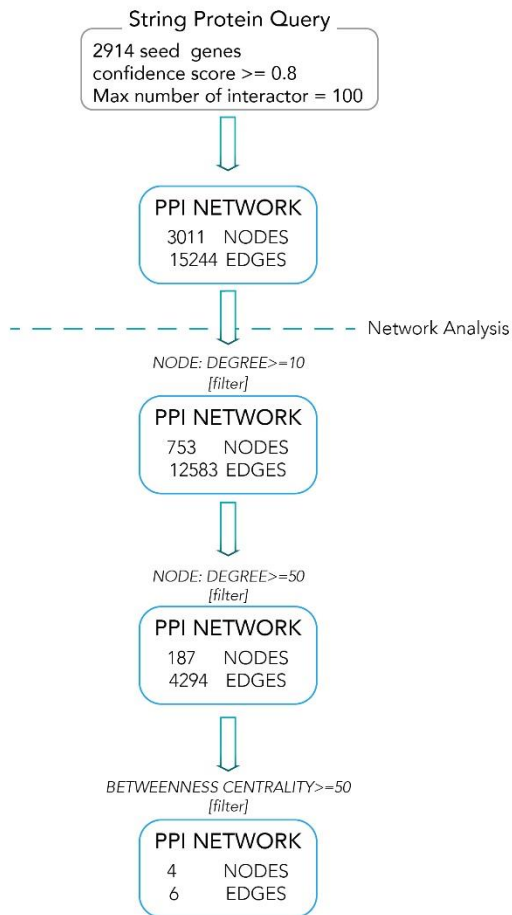 String Protein Query
2914 seed genes
confidence score >= 0.8
Max number of interactor = 100
PPI NETWORK
3011 NODES
15244 EDGES
Network Analysis
NODE: DEGREE>=10
[filter]
PPI NETWORK
753 NODES
12583 EDGES
NODE: DEGREE>=50
[filter]
PPI NETWORK
187 NODES
4294 EDGES
BETWEENNESS CENTRALITY>=50
[filter]
PPI NETWORK
4 NODES
6 EDGES